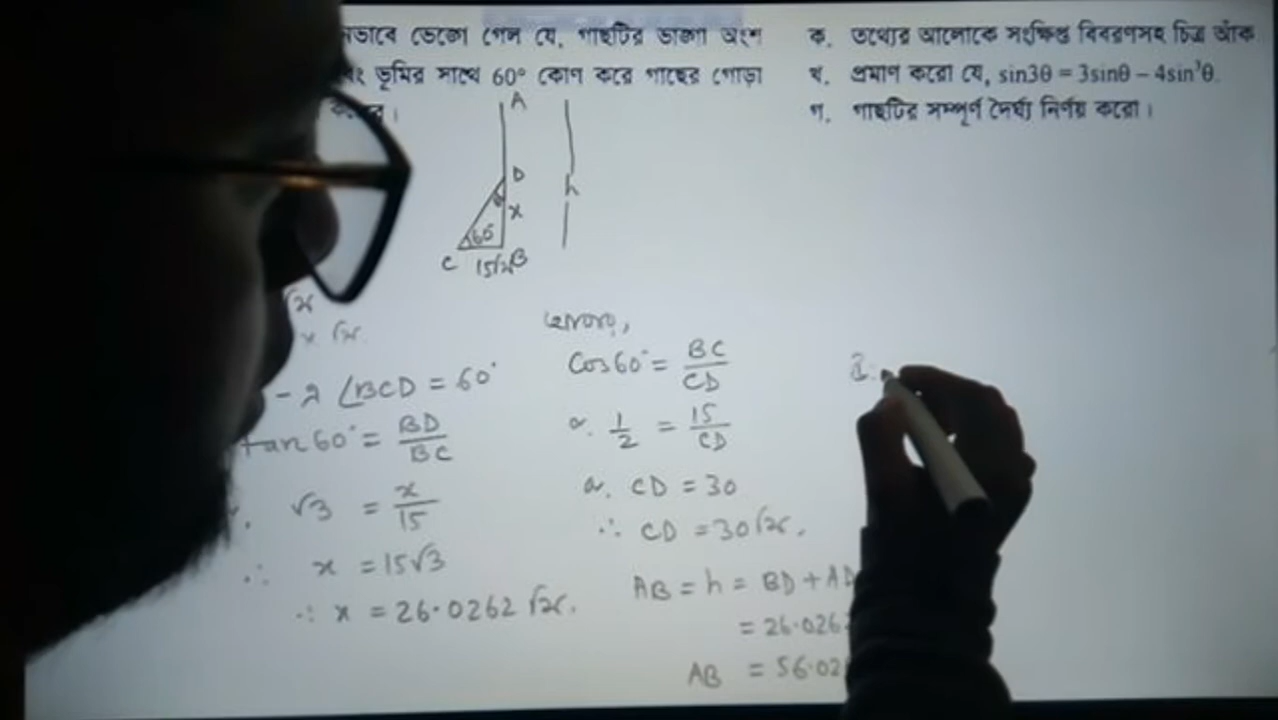 ভাবে ভেঙ্গে গেল যে, গাছটির ভাঙ্গা অংশ
ভূমির সাথে 60° কোণ করে গাছের গোড়া
ক. তথ্যের আলোকে সংক্ষিপ্ত বিবরণসহ চিত্র আঁক
খ. প্রমাণ করো যে, sin3θ = 3sinθ − 4sin³θ.
গ. গাছটির সম্পূর্ণ দৈর্ঘ্য নির্ণয় করো।
A
D
x
h
60°
C 15 মি B
x মি.
∠BCD = 60°
tan60° = BD/BC
√3 = x/15
∴ x = 15√3
∴ x = 26.0262 মি.
আবার,
Cos60° = BC/CD
বা, 1/2 = 15/CD
বা, CD = 30
∴ CD = 30 মি.
AB = h = BD + AD
= 26.026
AB = 56.02